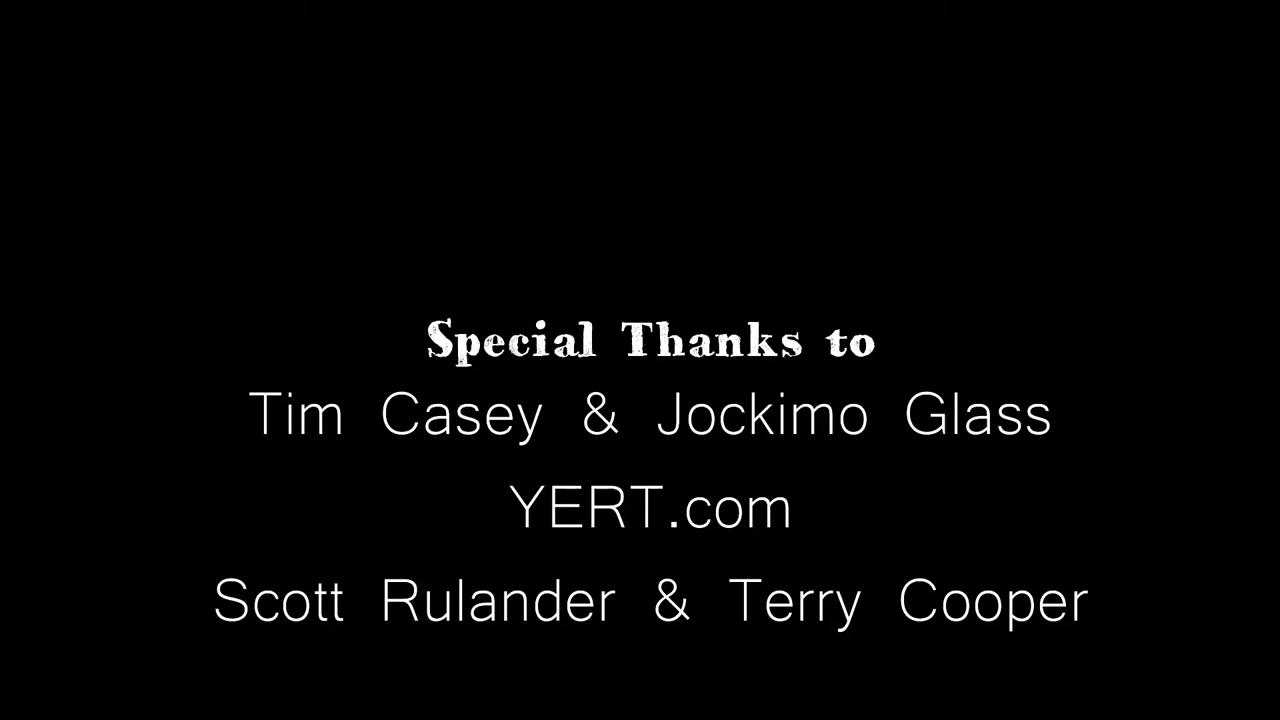 Special Thanks to
Tim Casey & Jockimo Glass
YERT.com
Scott Rulander & Terry Cooper